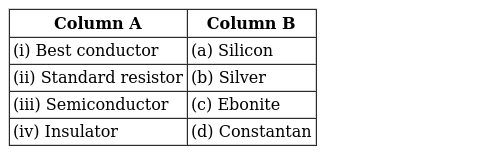 Column A Column B
(i) Best conductor (a) Silicon
(ii) Standard resistor (b) Silver
(iii) Semiconductor (c) Ebonite
(iv) Insulator (d) Constantan